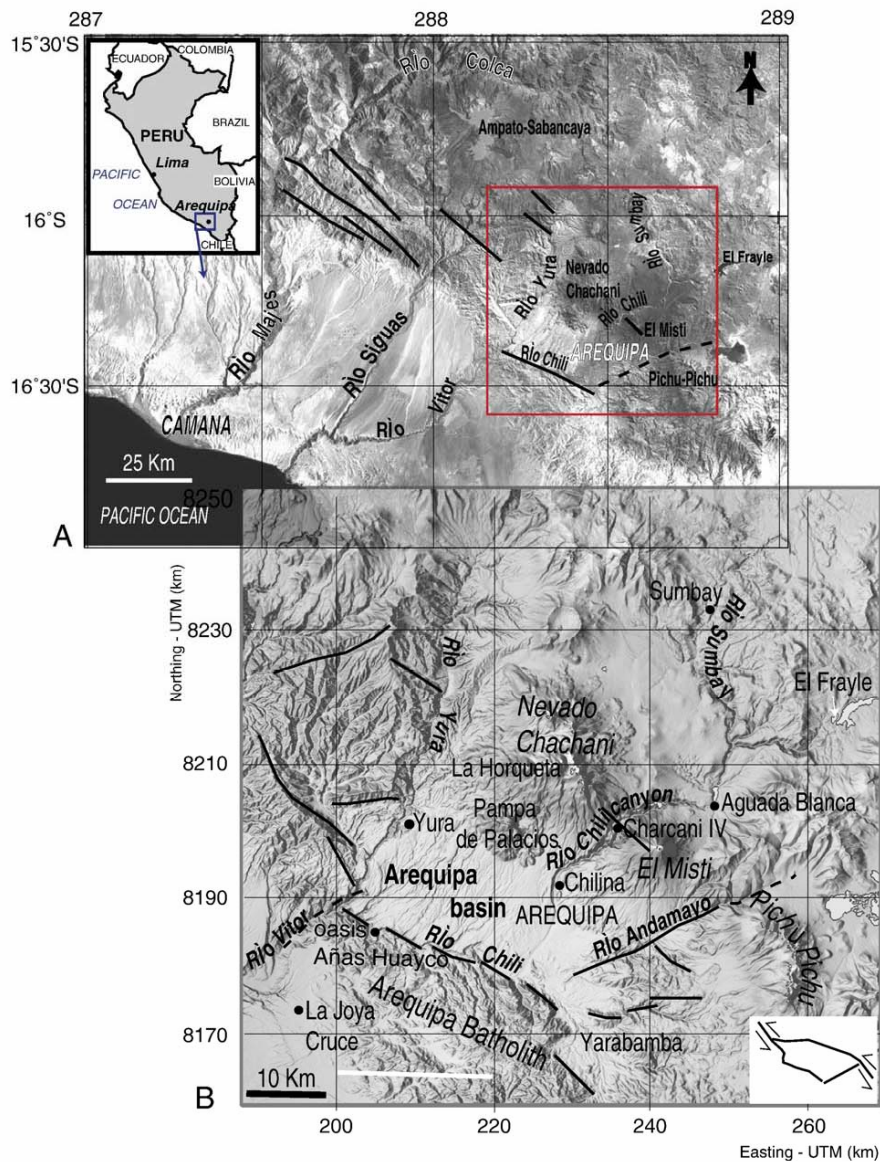 287
288
289
15°30'S
16°S
16°30'S
ECUADOR
COLOMBIA
BRAZIL
PERU
Lima
PACIFIC
OCEAN
BOLIVIA
Arequipa
CHILE
N
RÌO Colca
Ampato-Sabancaya
RÌo Sumbay
El Frayle
RÌo Yura
Nevado
Chachani
RÌo Chili
El Misti
AREQUIPA
RÌo Chili
Pichu-Pichu
RÌo Majes
RÌo Siguas
RÌo Vitor
CAMANA
25 Km
PACIFIC OCEAN
A
8250
8230
8210
8190
8170
Northing - UTM (km)
Sumbay
RÌo Sumbay
El Frayle
RÌo Yura
Nevado
Chachani
La Horqueta
Pampa
de Palacios
RÌo Chili canyon
Aguada Blanca
Yura
Charcani IV
El Misti
Arequipa
basin
Chilina
AREQUIPA
RÌo Andamayo
Pichu Pichu
RÌo Vitor
oasis
Añas Huayco
RÌo Chili
Arequipa Batholith
La Joya
Cruce
Yarabamba
10 Km
B
200
220
240
260
Easting - UTM (km)